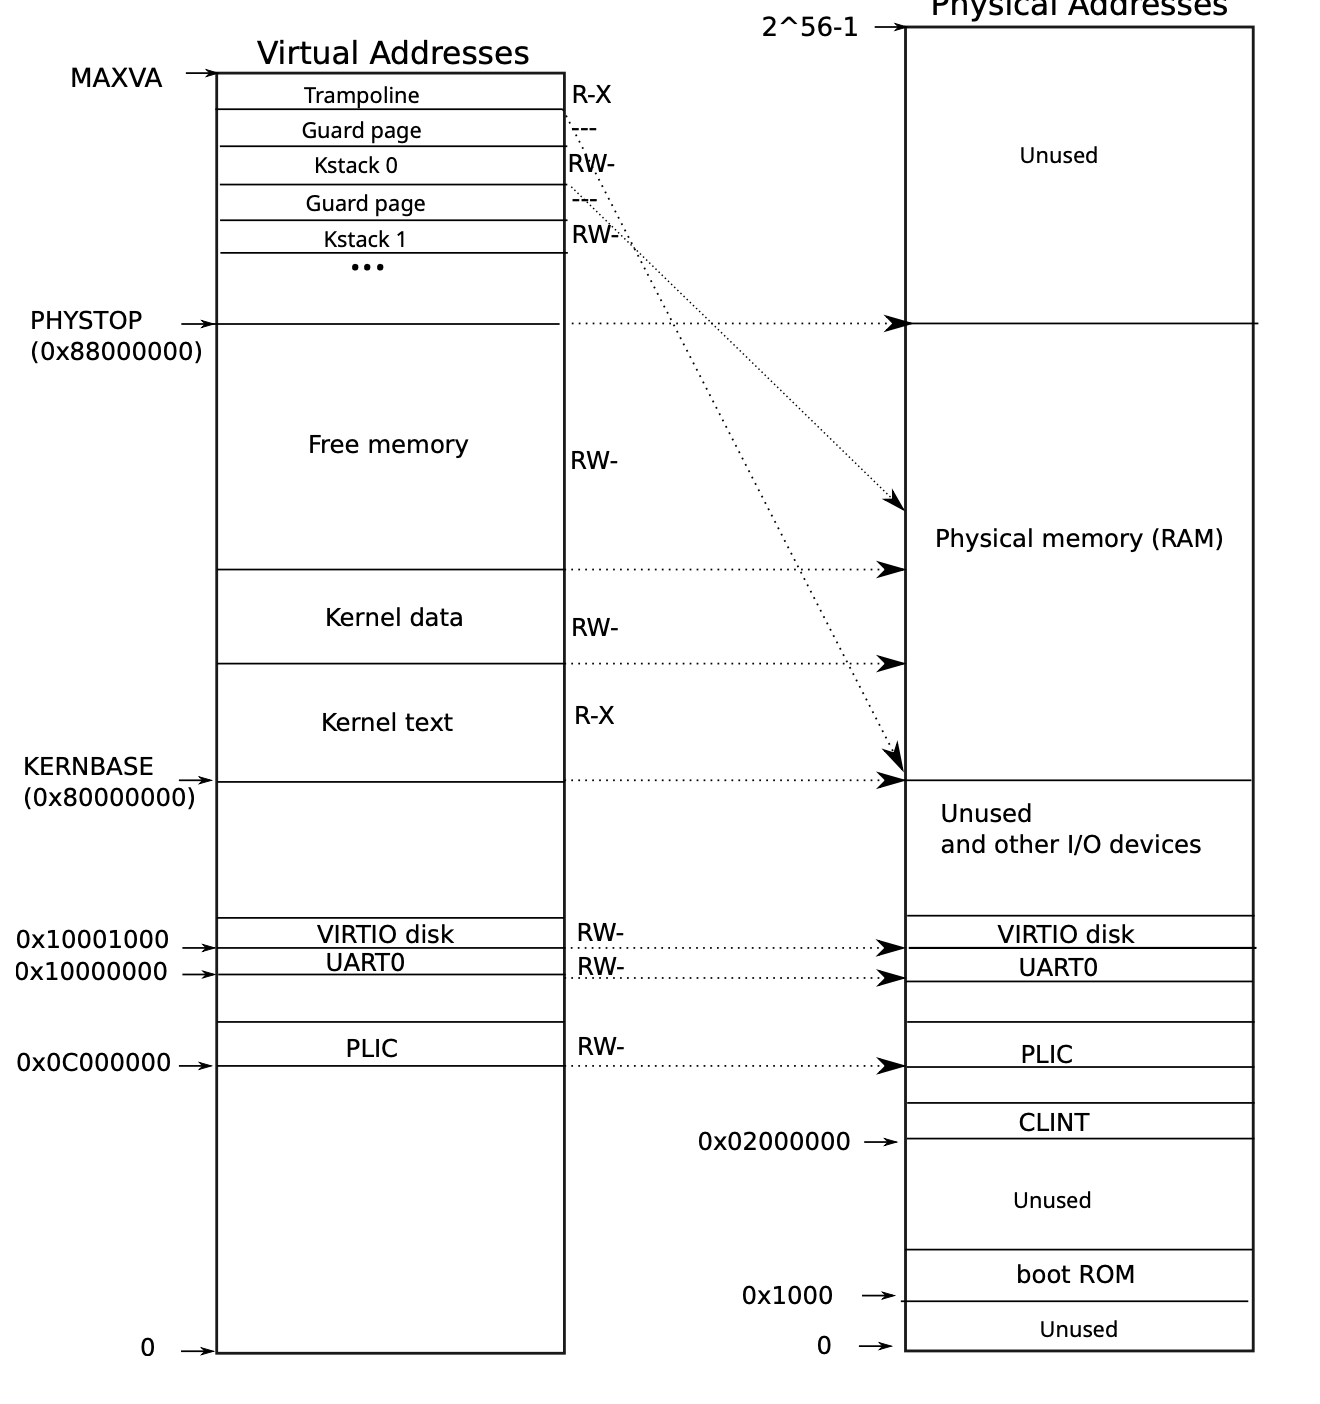 Physical Addresses
2^56-1
Virtual Addresses
MAXVA
Trampoline
R-X
Guard page
---
Unused
Kstack 0
RW-
Guard page
---
Kstack 1
RW-
...
PHYSTOP
(0x88000000)
Free memory
RW-
Physical memory (RAM)
Kernel data
RW-
Kernel text
R-X
KERNBASE
(0x80000000)
Unused
and other I/O devices
0x10001000
VIRTIO disk
RW-
VIRTIO disk
0x10000000
UART0
RW-
UART0
0x0C000000
PLIC
RW-
PLIC
CLINT
0x02000000
Unused
boot ROM
0x1000
Unused
0
0